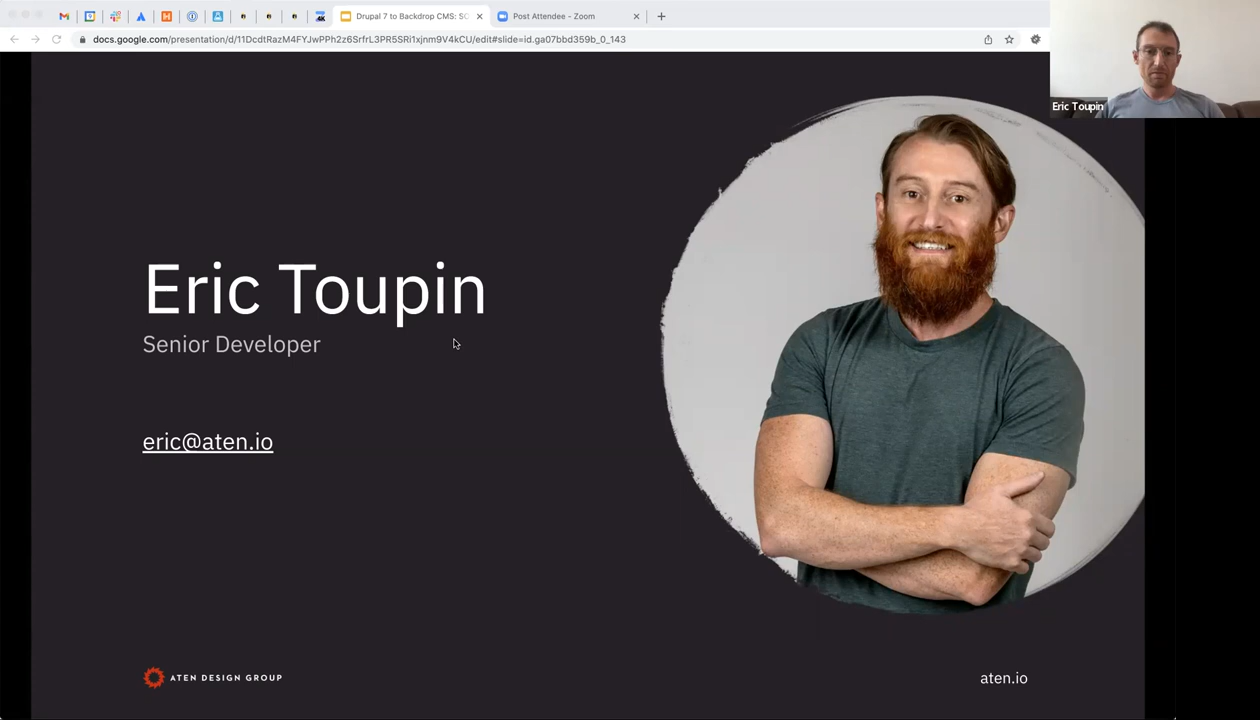 Drupal 7 to Backdrop CMS: SC
Post Attendee - Zoom
docs.google.com/presentation/d/11DcdtRazM4FYJwPPh2z6SrfrL3PR5SRi1xjnm9V4kCU/edit#slide=id.ga07bbd359b_0_143
Eric Toupin
Eric Toupin
Senior Developer
eric@aten.io
ATEN DESIGN GROUP
aten.io